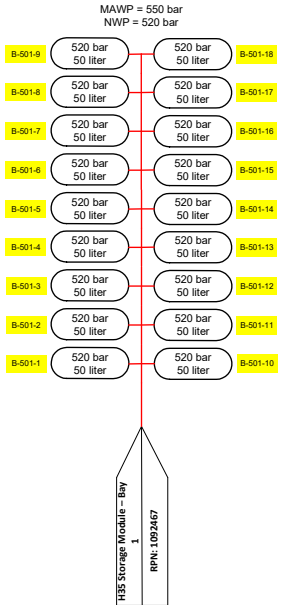 MAWP = 550 bar
NWP = 520 bar
B-501-9
520 bar
50 liter
520 bar
50 liter
B-501-18
B-501-8
520 bar
50 liter
520 bar
50 liter
B-501-17
B-501-7
520 bar
50 liter
520 bar
50 liter
B-501-16
B-501-6
520 bar
50 liter
520 bar
50 liter
B-501-15
B-501-5
520 bar
50 liter
520 bar
50 liter
B-501-14
B-501-4
520 bar
50 liter
520 bar
50 liter
B-501-13
B-501-3
520 bar
50 liter
520 bar
50 liter
B-501-12
B-501-2
520 bar
50 liter
520 bar
50 liter
B-501-11
B-501-1
520 bar
50 liter
520 bar
50 liter
B-501-10
H35 Storage Module – Bay
1
RPN: 1092467